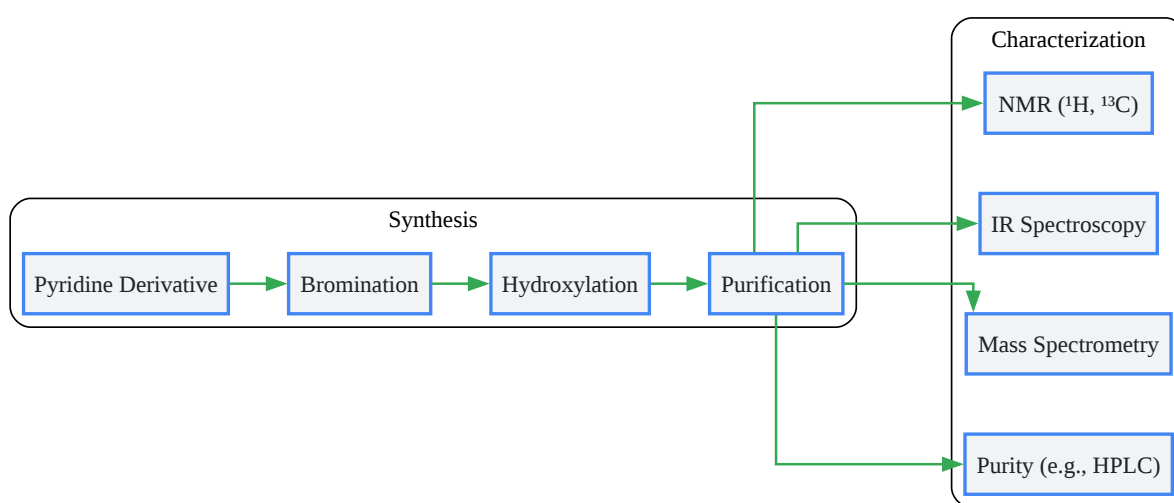 Synthesis
Pyridine Derivative
Bromination
Hydroxylation
Purification
Characterization
NMR (¹H, ¹³C)
IR Spectroscopy
Mass Spectrometry
Purity (e.g., HPLC)